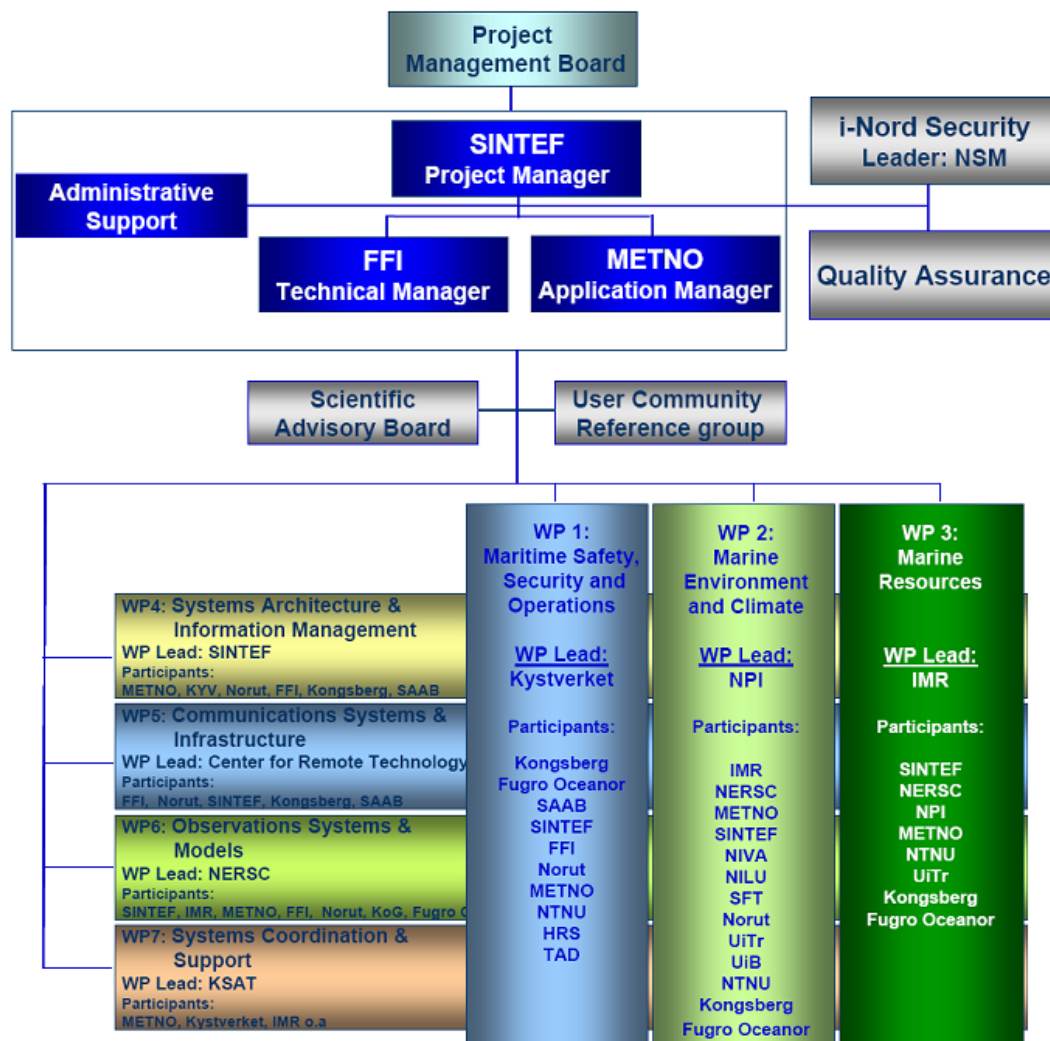 Project
Management Board
SINTEF
Project Manager
i-Nord Security
Leader: NSM
Administrative
Support
FFI
Technical Manager
METNO
Application Manager
Quality Assurance
Scientific
Advisory Board
User Community
Reference group
WP 1:
Maritime Safety,
Security and
Operations
WP Lead:
Kystverket
Participants:
Kongsberg
Fugro Oceanor
SAAB
SINTEF
FFI
Norut
METNO
NTNU
HRS
TAD
WP 2:
Marine
Environment
and Climate
WP Lead:
NPI
Participants:
IMR
NERSC
METNO
SINTEF
NIVA
NILU
SFT
Norut
UiTr
UiB
NTNU
Kongsberg
Fugro Oceanor
WP 3:
Marine
Resources
WP Lead:
IMR
Participants:
SINTEF
NERSC
NPI
METNO
NTNU
UiTr
Kongsberg
Fugro Oceanor
WP4: Systems Architecture &
Information Management
WP Lead: SINTEF
Participants:
METNO, KYV, Norut, FFI, Kongsberg, SAAB
WP5: Communications Systems &
Infrastructure
WP Lead: Center for Remote Technology
Participants:
FFI, Norut, SINTEF, Kongsberg, SAAB
WP6: Observations Systems &
Models
WP Lead: NERSC
Participants:
SINTEF, IMR, METNO, FFI, Norut, KoG, Fugro
WP7: Systems Coordination &
Support
WP Lead: KSAT
Participants:
METNO, Kystverket, IMR o.a